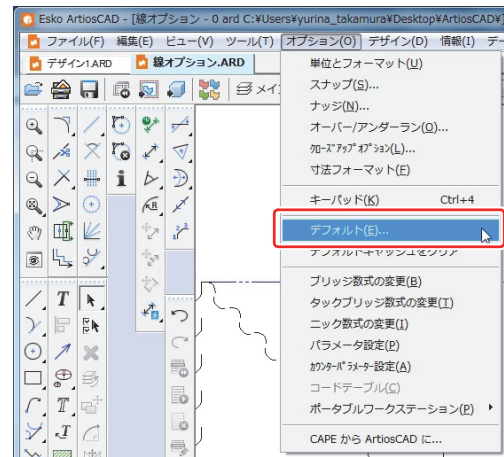 Esko ArtiosCAD - [線オプション - 0 ard C:¥Users¥yurina_takamura¥Desktop¥ArtiosCAD¥]
ファイル(F) 編集(E) ビュー(V) ツール(T) オプション(O) デザイン(D) 情報(I) デー
デザイン1.ARD 線オプション.ARD
メイ
単位とフォーマット(U)
スナップ(S)...
ナッジ(N)...
オーバー/アンダーラン(O)...
クローズアップオプション(L)...
寸法フォーマット(F)
キーパッド(K) Ctrl+4
デフォルト(E)...
デフォルトキャッシュをクリア
ブリッジ数式の変更(B)
タックブリッジ数式の変更(T)
ニック数式の変更(I)
パラメータ設定(P)
カウンターパラメーター設定(A)
コードテーブル(C)
ポータブルワークステーション(P)
CAPE から ArtiosCAD に...